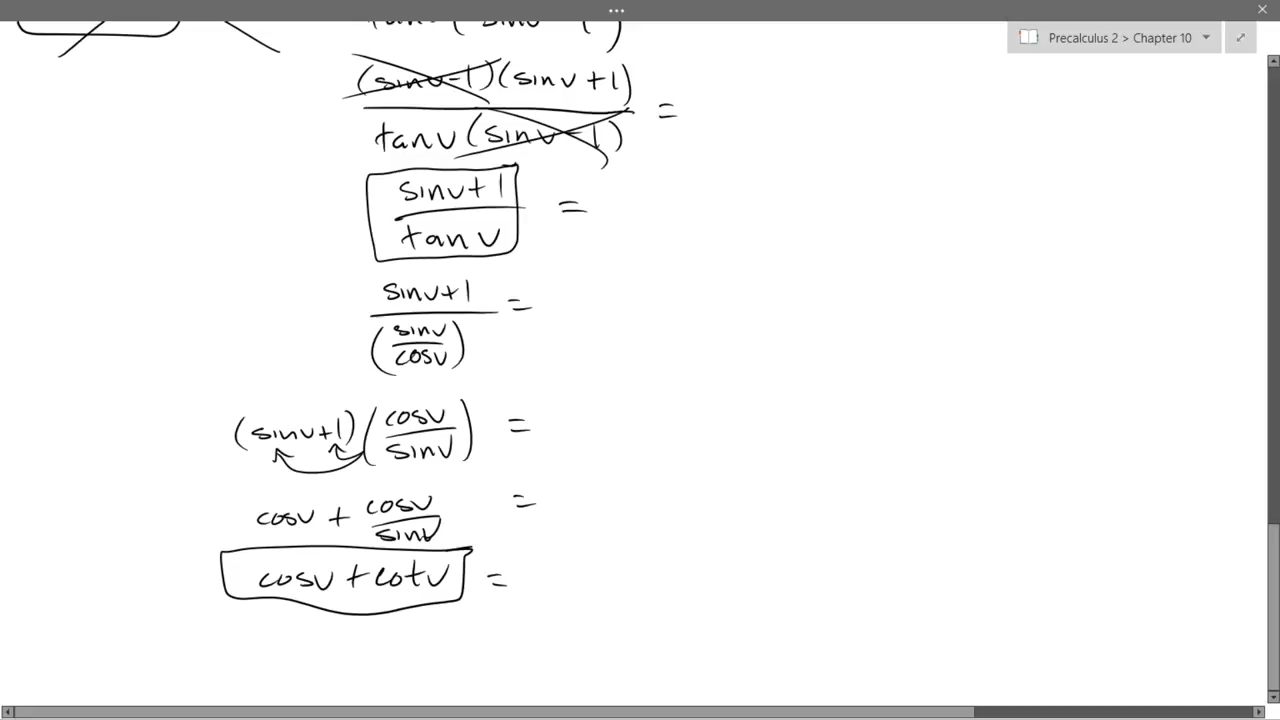 Precalculus 2 > Chapter 10
(sinv-1)(sinv+1)
=
tanv(sinv-1)
sinv+1
=
tanv
sinv+1
=
(sinv
cosv)
(sinv+1)(cosv
sinv) =
cosv + cosv
sinv =
cosv+cotv =